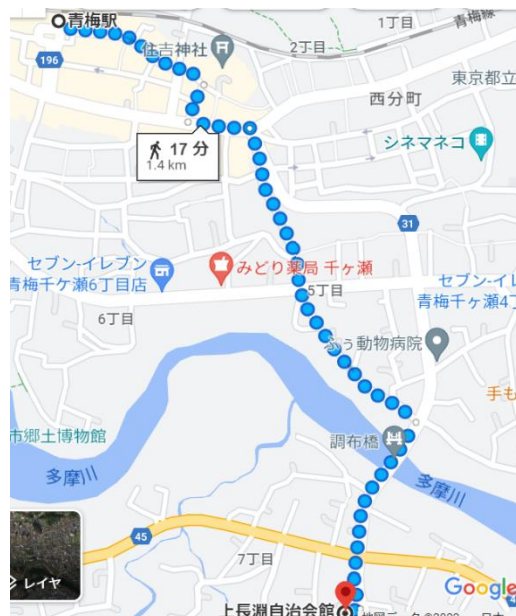 青梅駅
1丁目
青梅線
住吉神社
2丁目
196
西分町
東京都立
17 分
1.4 km
シネマネコ
31
セブン-イレブン
青梅千ケ瀬6丁目店
みどり薬局 千ヶ瀬
セブン-イレ
青梅千ケ瀬4丁
5丁目
6丁目
ふぅ動物病院
手も
市郷土博物館
調布橋
多摩川
多摩川
45
7丁目
レイヤ
Google
上長淵自治会館